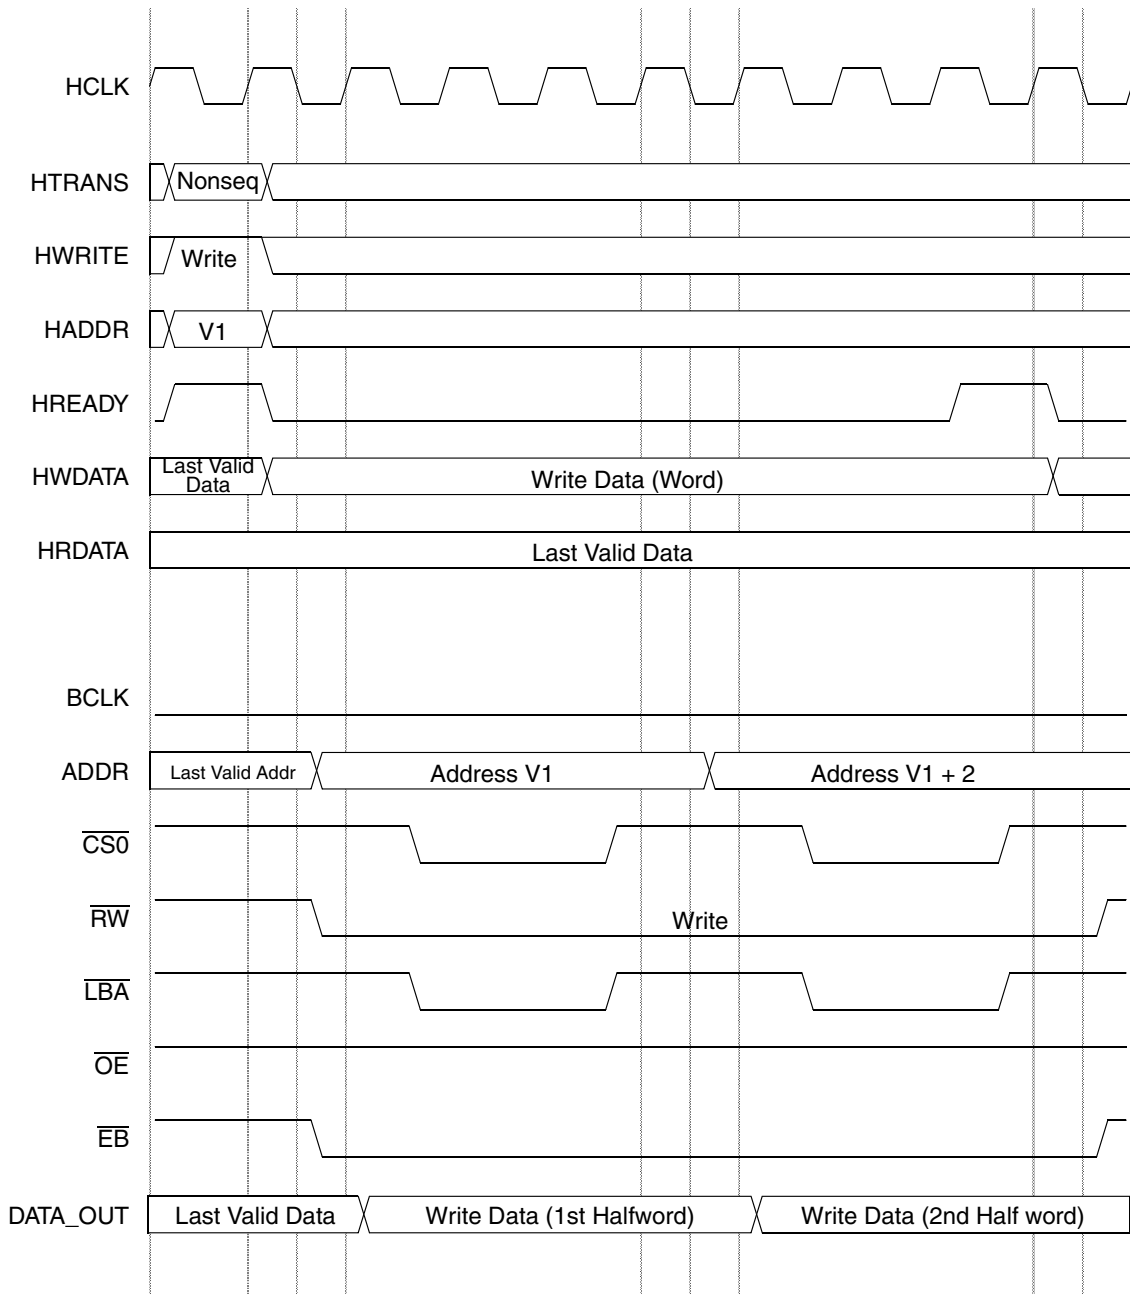 HCLK
HTRANS Nonseq
HWRITE Write
HADDR V1
HREADY
HWDATA Last Valid Data Write Data (Word)
HRDATA Last Valid Data
BCLK
ADDR Last Valid Addr Address V1 Address V1 + 2
CS0
RW Write
LBA
OE
EB
DATA_OUT Last Valid Data Write Data (1st Halfword) Write Data (2nd Half word)